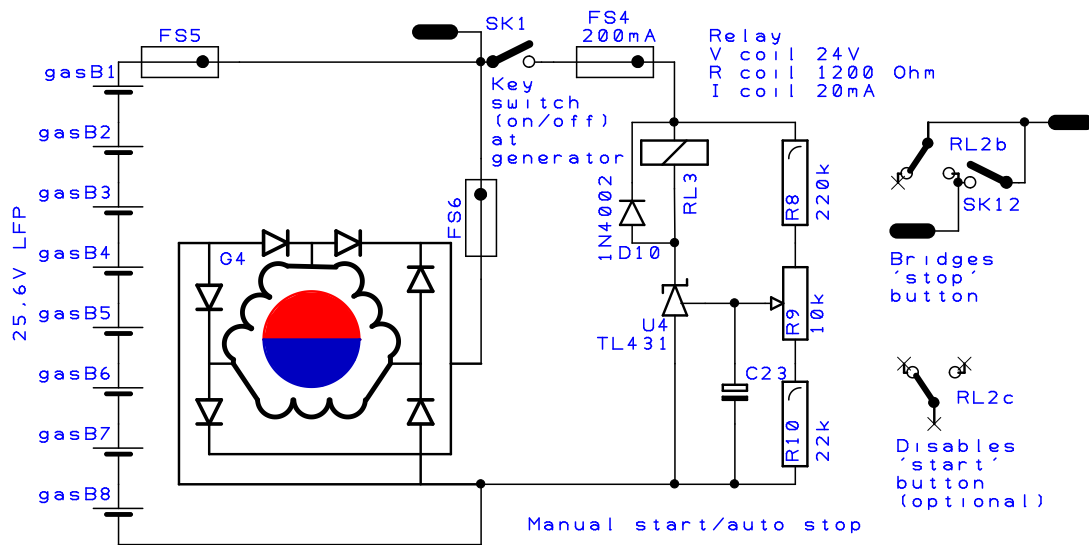 SK1
FS4
200mA
FS5
Relay
V coil 24V
R coil 1200 Ohm
I coil 20mA
gasB1
Key
switch
(on/off)
at
generator
gasB2
RL2b
gasB3
1N4002
RL3
R8
220k
SK12
25,6V LFP
FS6
gasB4
G4
D10
Bridges
'stop'
button
gasB5
U4
TL431
R9
10k
gasB6
C23
RL2c
gasB7
R10
22k
Disables
'start'
button
(optional)
gasB8
Manual start/auto stop